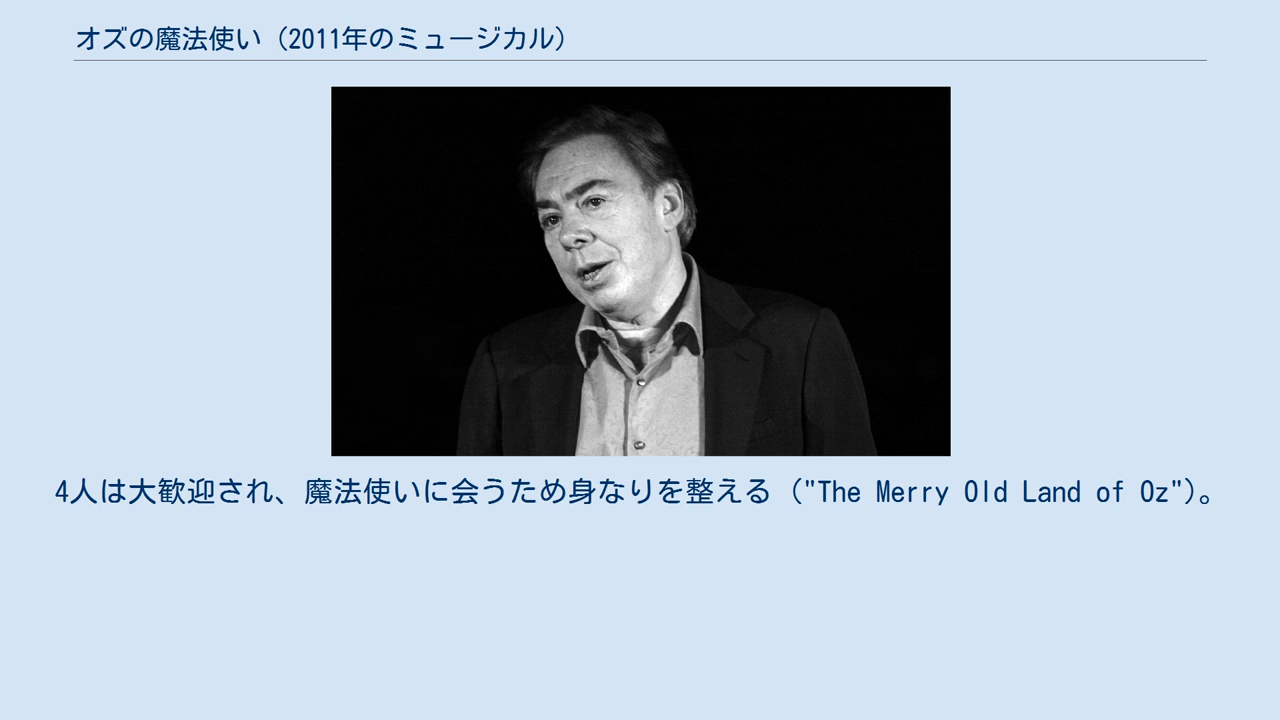 オズの魔法使い（2011年のミュージカル）
4人は大歓迎され、魔法使いに会うため身なりを整える（"The Merry Old Land of Oz"）。